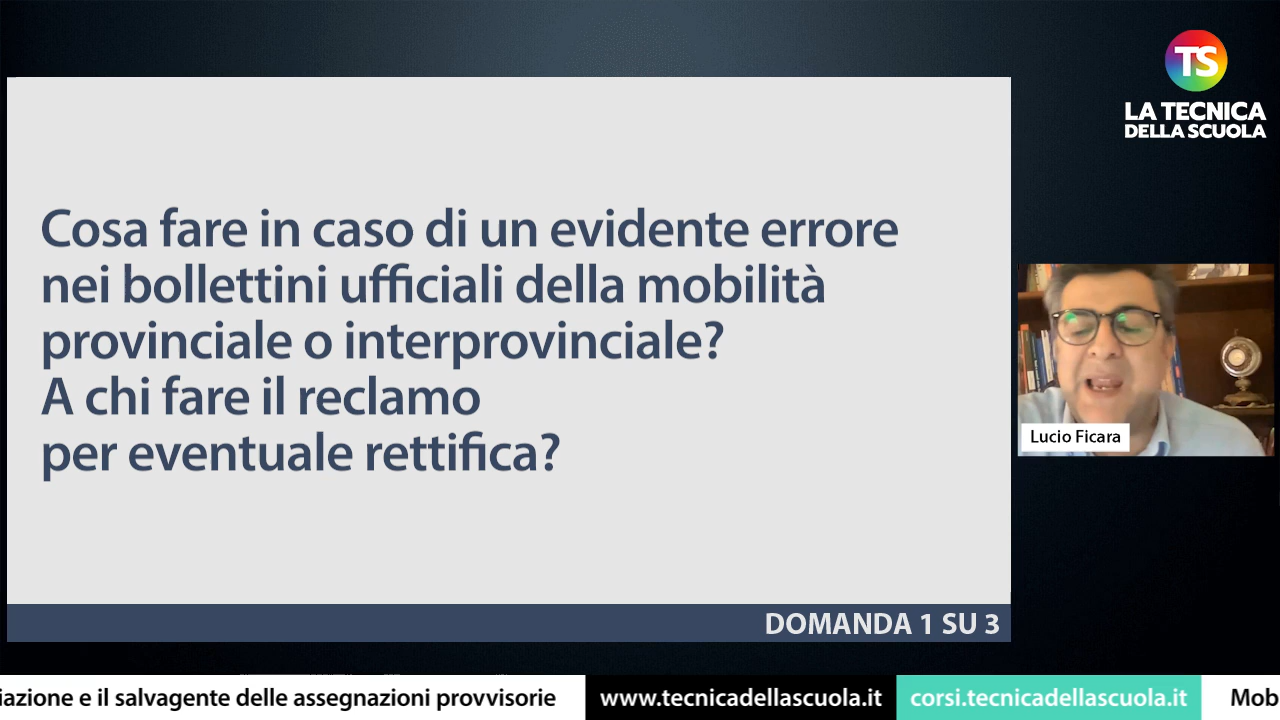 TS
LA TECNICA
DELLA SCUOLA
Cosa fare in caso di un evidente errore
nei bollettini ufficiali della mobilità
provinciale o interprovinciale?
A chi fare il reclamo
per eventuale rettifica?
Lucio Ficara
DOMANDA 1 SU 3
e il salvagente delle assegnazioni provvisorie
www.tecnicadellascuola.it
corsi.tecnicadellascuola.it